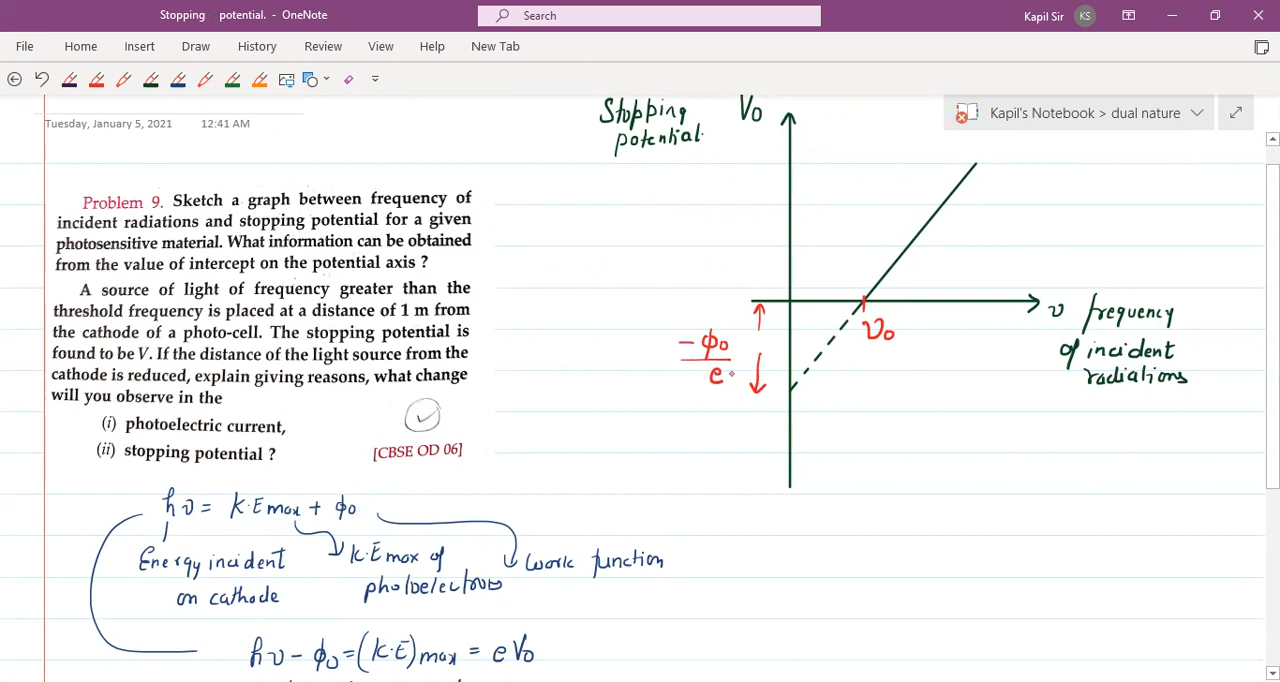 Stopping potential. - OneNote
Search
Kapil Sir KS
File Home Insert Draw History Review View Help New Tab
Kapil's Notebook > dual nature
Tuesday, January 5, 2021 12:41 AM
Problem 9. Sketch a graph between frequency of
incident radiations and stopping potential for a given
photosensitive material. What information can be obtained
from the value of intercept on the potential axis ?
A source of light of frequency greater than the
threshold frequency is placed at a distance of 1 m from
the cathode of a photo-cell. The stopping potential is
found to be V. If the distance of the light source from the
cathode is reduced, explain giving reasons, what change
will you observe in the
(i) photoelectric current,
(ii) stopping potential ?
[CBSE OD 06]
Stopping
potential
V₀
ν frequency
of incident
radiations
ν₀
-ϕ₀
e
hν = K.E max + ϕ₀
Energy incident
on cathode
K.E max of
photoelectrons
work function
hν - ϕ₀ = (K.E) max = eV₀